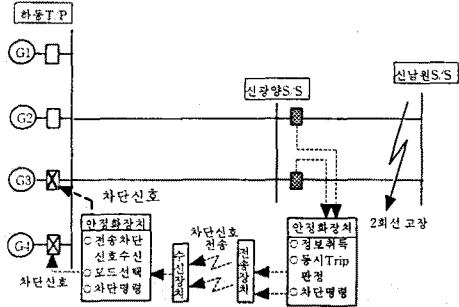 하동T/P
G1
신남원S/S
신광양S/S
G2
G3
차단신호
2회선 고장
안정화장치
○ 전송차단
신호수신
○ 모드선택
○ 차단명령
G4
차단신호
수신장치
차단신호
전송
전송장치
안정화장치
○ 정보취득
○ 동시Trip
판정
○ 차단명령